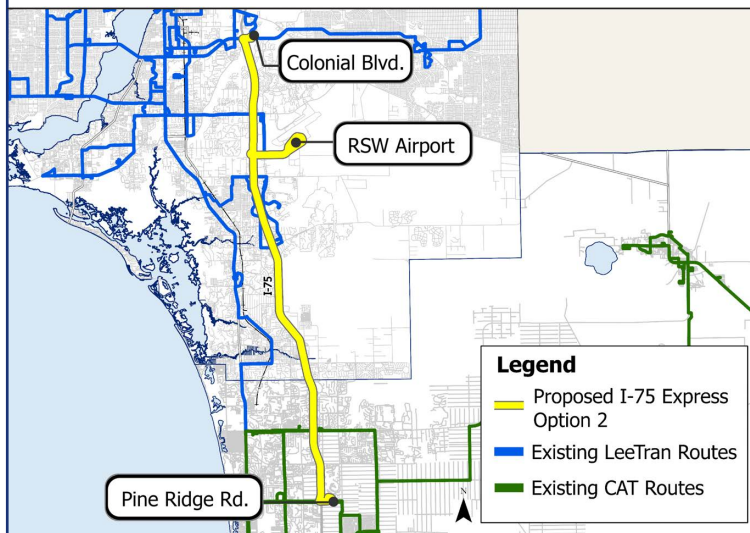 Colonial Blvd.
RSW Airport
I-75
Legend
Proposed I-75 Express
Option 2
Existing LeeTran Routes
Existing CAT Routes
Pine Ridge Rd.
N